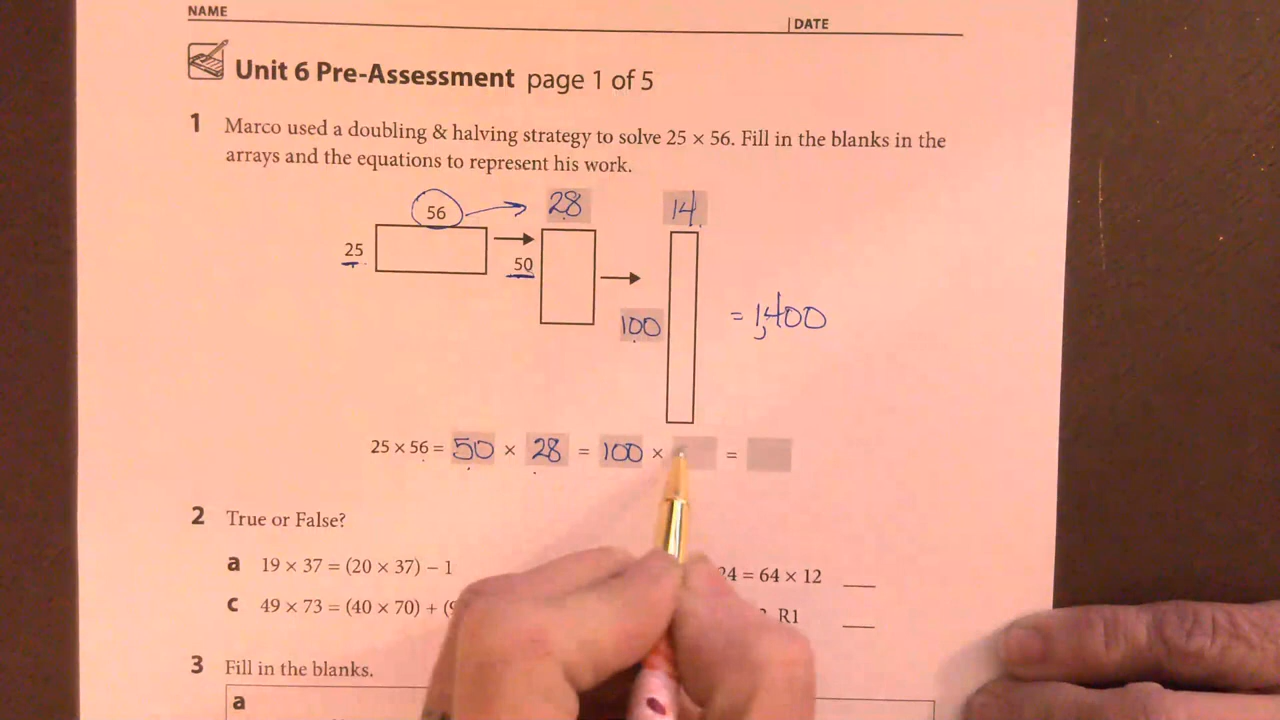 NAME
DATE
Unit 6 Pre-Assessment page 1 of 5
1 Marco used a doubling & halving strategy to solve 25 × 56. Fill in the blanks in the
arrays and the equations to represent his work.
56 28 14
25 50
100 = 1,400
25 × 56 = 50 × 28 = 100 × =
2 True or False?
a 19 × 37 = (20 × 37) – 1
24 = 64 × 12
c 49 × 73 = (40 × 70) + (
R1
3 Fill in the blanks.
a